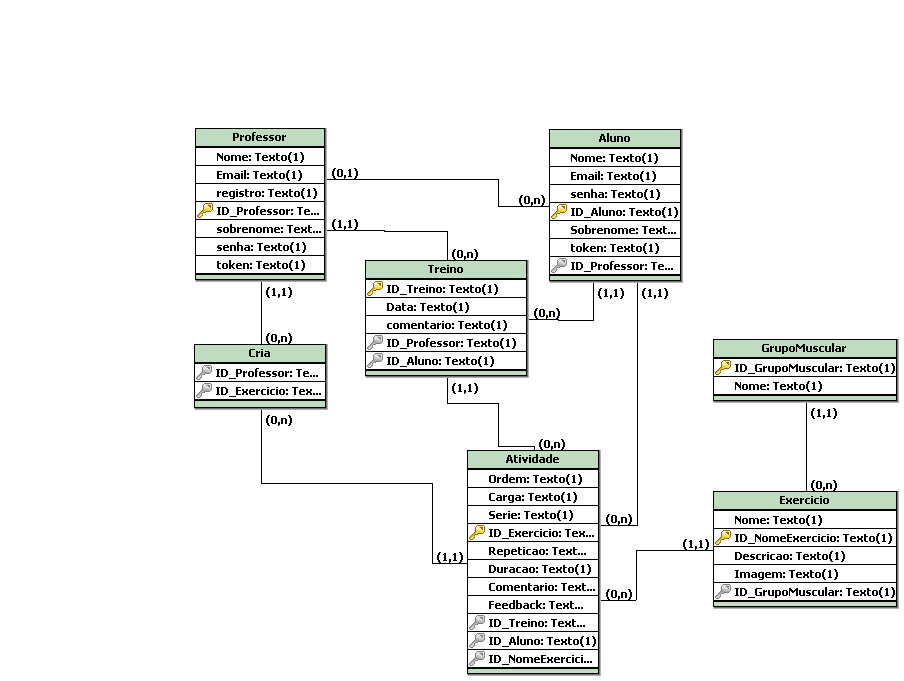 Professor
Nome: Texto(1)
Email: Texto(1)
registro: Texto(1)
ID_Professor: Te...
sobrenome: Text...
senha: Texto(1)
token: Texto(1)
(0,1)
(0,n)
(1,1)
(0,n)
Aluno
Nome: Texto(1)
Email: Texto(1)
senha: Texto(1)
ID_Aluno: Texto(1)
Sobrenome: Text...
token: Texto(1)
ID_Professor: Te...
(1,1)
(1,1)
Treino
ID_Treino: Texto(1)
Data: Texto(1)
comentario: Texto(1)
ID_Professor: Texto(1)
ID_Aluno: Texto(1)
(0,n)
(1,1)
(1,1)
(0,n)
Cria
ID_Professor: Te...
ID_Exercicio: Tex...
(0,n)
(1,1)
(0,n)
Atividade
Ordem: Texto(1)
Carga: Texto(1)
Serie: Texto(1)
ID_Exercicio: Tex...
Repeticao: Text...
Duracao: Texto(1)
Comentario: Text...
Feedback: Text...
ID_Treino: Text...
ID_Aluno: Texto(1)
ID_NomeExercici...
(0,n)
(0,n)
(1,1)
GrupoMuscular
ID_GrupoMuscular: Texto(1)
Nome: Texto(1)
(1,1)
(0,n)
Exercicio
Nome: Texto(1)
ID_NomeExercicio: Texto(1)
Descricao: Texto(1)
Imagem: Texto(1)
ID_GrupoMuscular: Texto(1)